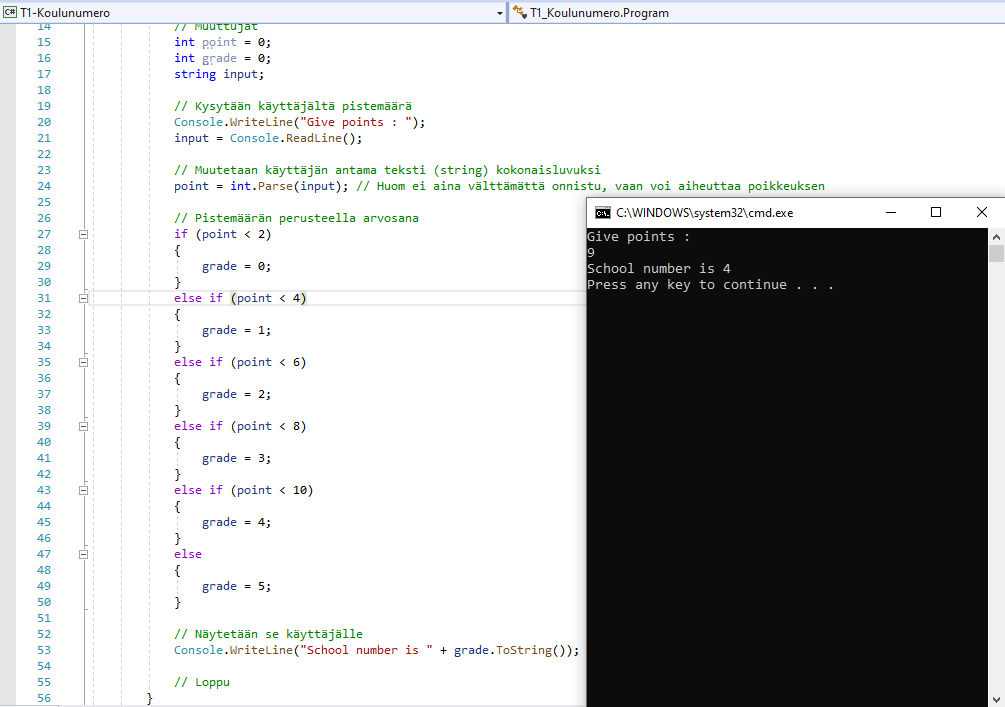 T1-Koulunumero
T1_Koulunumero.Program
14 // Muuttujat
15 int point = 0;
16 int grade = 0;
17 string input;
18
19 // Kysytään käyttäjältä pistemäärä
20 Console.WriteLine("Give points : ");
21 input = Console.ReadLine();
22
23 // Muutetaan käyttäjän antama teksti (string) kokonaisluvuksi
24 point = int.Parse(input); // Huom ei aina välttämättä onnistu, vaan voi aiheuttaa poikkeuksen
25
26 // Pistemäärän perusteella arvosana
27 if (point < 2)
28 {
29 grade = 0;
30 }
31 else if (point < 4)
32 {
33 grade = 1;
34 }
35 else if (point < 6)
36 {
37 grade = 2;
38 }
39 else if (point < 8)
40 {
41 grade = 3;
42 }
43 else if (point < 10)
44 {
45 grade = 4;
46 }
47 else
48 {
49 grade = 5;
50 }
51
52 // Näytetään se käyttäjälle
53 Console.WriteLine("School number is " + grade.ToString());
54
55 // Loppu
56 }
C:\WINDOWS\system32\cmd.exe
Give points :
9
School number is 4
Press any key to continue . . .